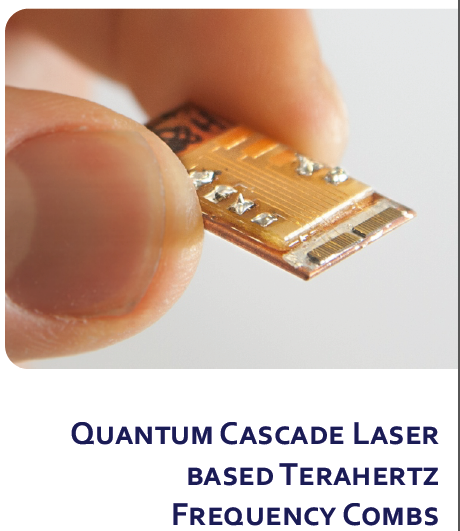 Quantum Cascade Laser
based Terahertz
Frequency Combs